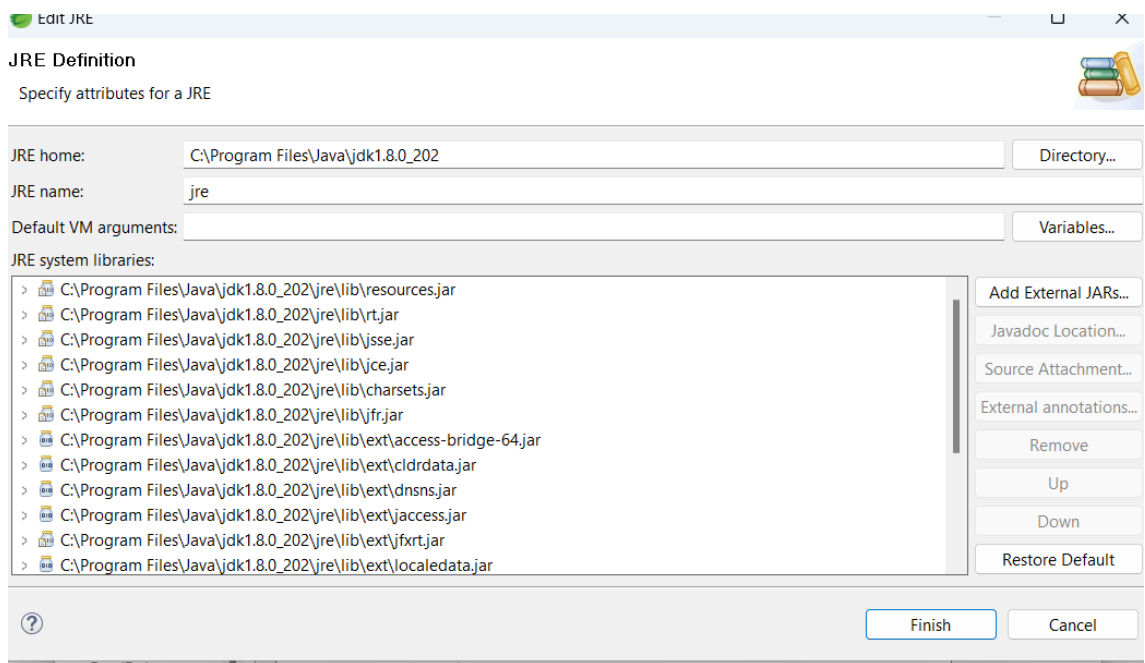 Edit JRE
JRE Definition
Specify attributes for a JRE
JRE home: C:\Program Files\Java\jdk1.8.0_202 Directory...
JRE name: jre
Default VM arguments: Variables...
JRE system libraries:
C:\Program Files\Java\jdk1.8.0_202\jre\lib\resources.jar
C:\Program Files\Java\jdk1.8.0_202\jre\lib\rt.jar
C:\Program Files\Java\jdk1.8.0_202\jre\lib\jsse.jar
C:\Program Files\Java\jdk1.8.0_202\jre\lib\jce.jar
C:\Program Files\Java\jdk1.8.0_202\jre\lib\charsets.jar
C:\Program Files\Java\jdk1.8.0_202\jre\lib\jfr.jar
C:\Program Files\Java\jdk1.8.0_202\jre\lib\ext\access-bridge-64.jar
C:\Program Files\Java\jdk1.8.0_202\jre\lib\ext\cldrdata.jar
C:\Program Files\Java\jdk1.8.0_202\jre\lib\ext\dnsns.jar
C:\Program Files\Java\jdk1.8.0_202\jre\lib\ext\jaccess.jar
C:\Program Files\Java\jdk1.8.0_202\jre\lib\ext\jfxrt.jar
C:\Program Files\Java\jdk1.8.0_202\jre\lib\ext\localedata.jar
Add External JARs...
Javadoc Location...
Source Attachment...
External annotations...
Remove
Up
Down
Restore Default
Finish Cancel